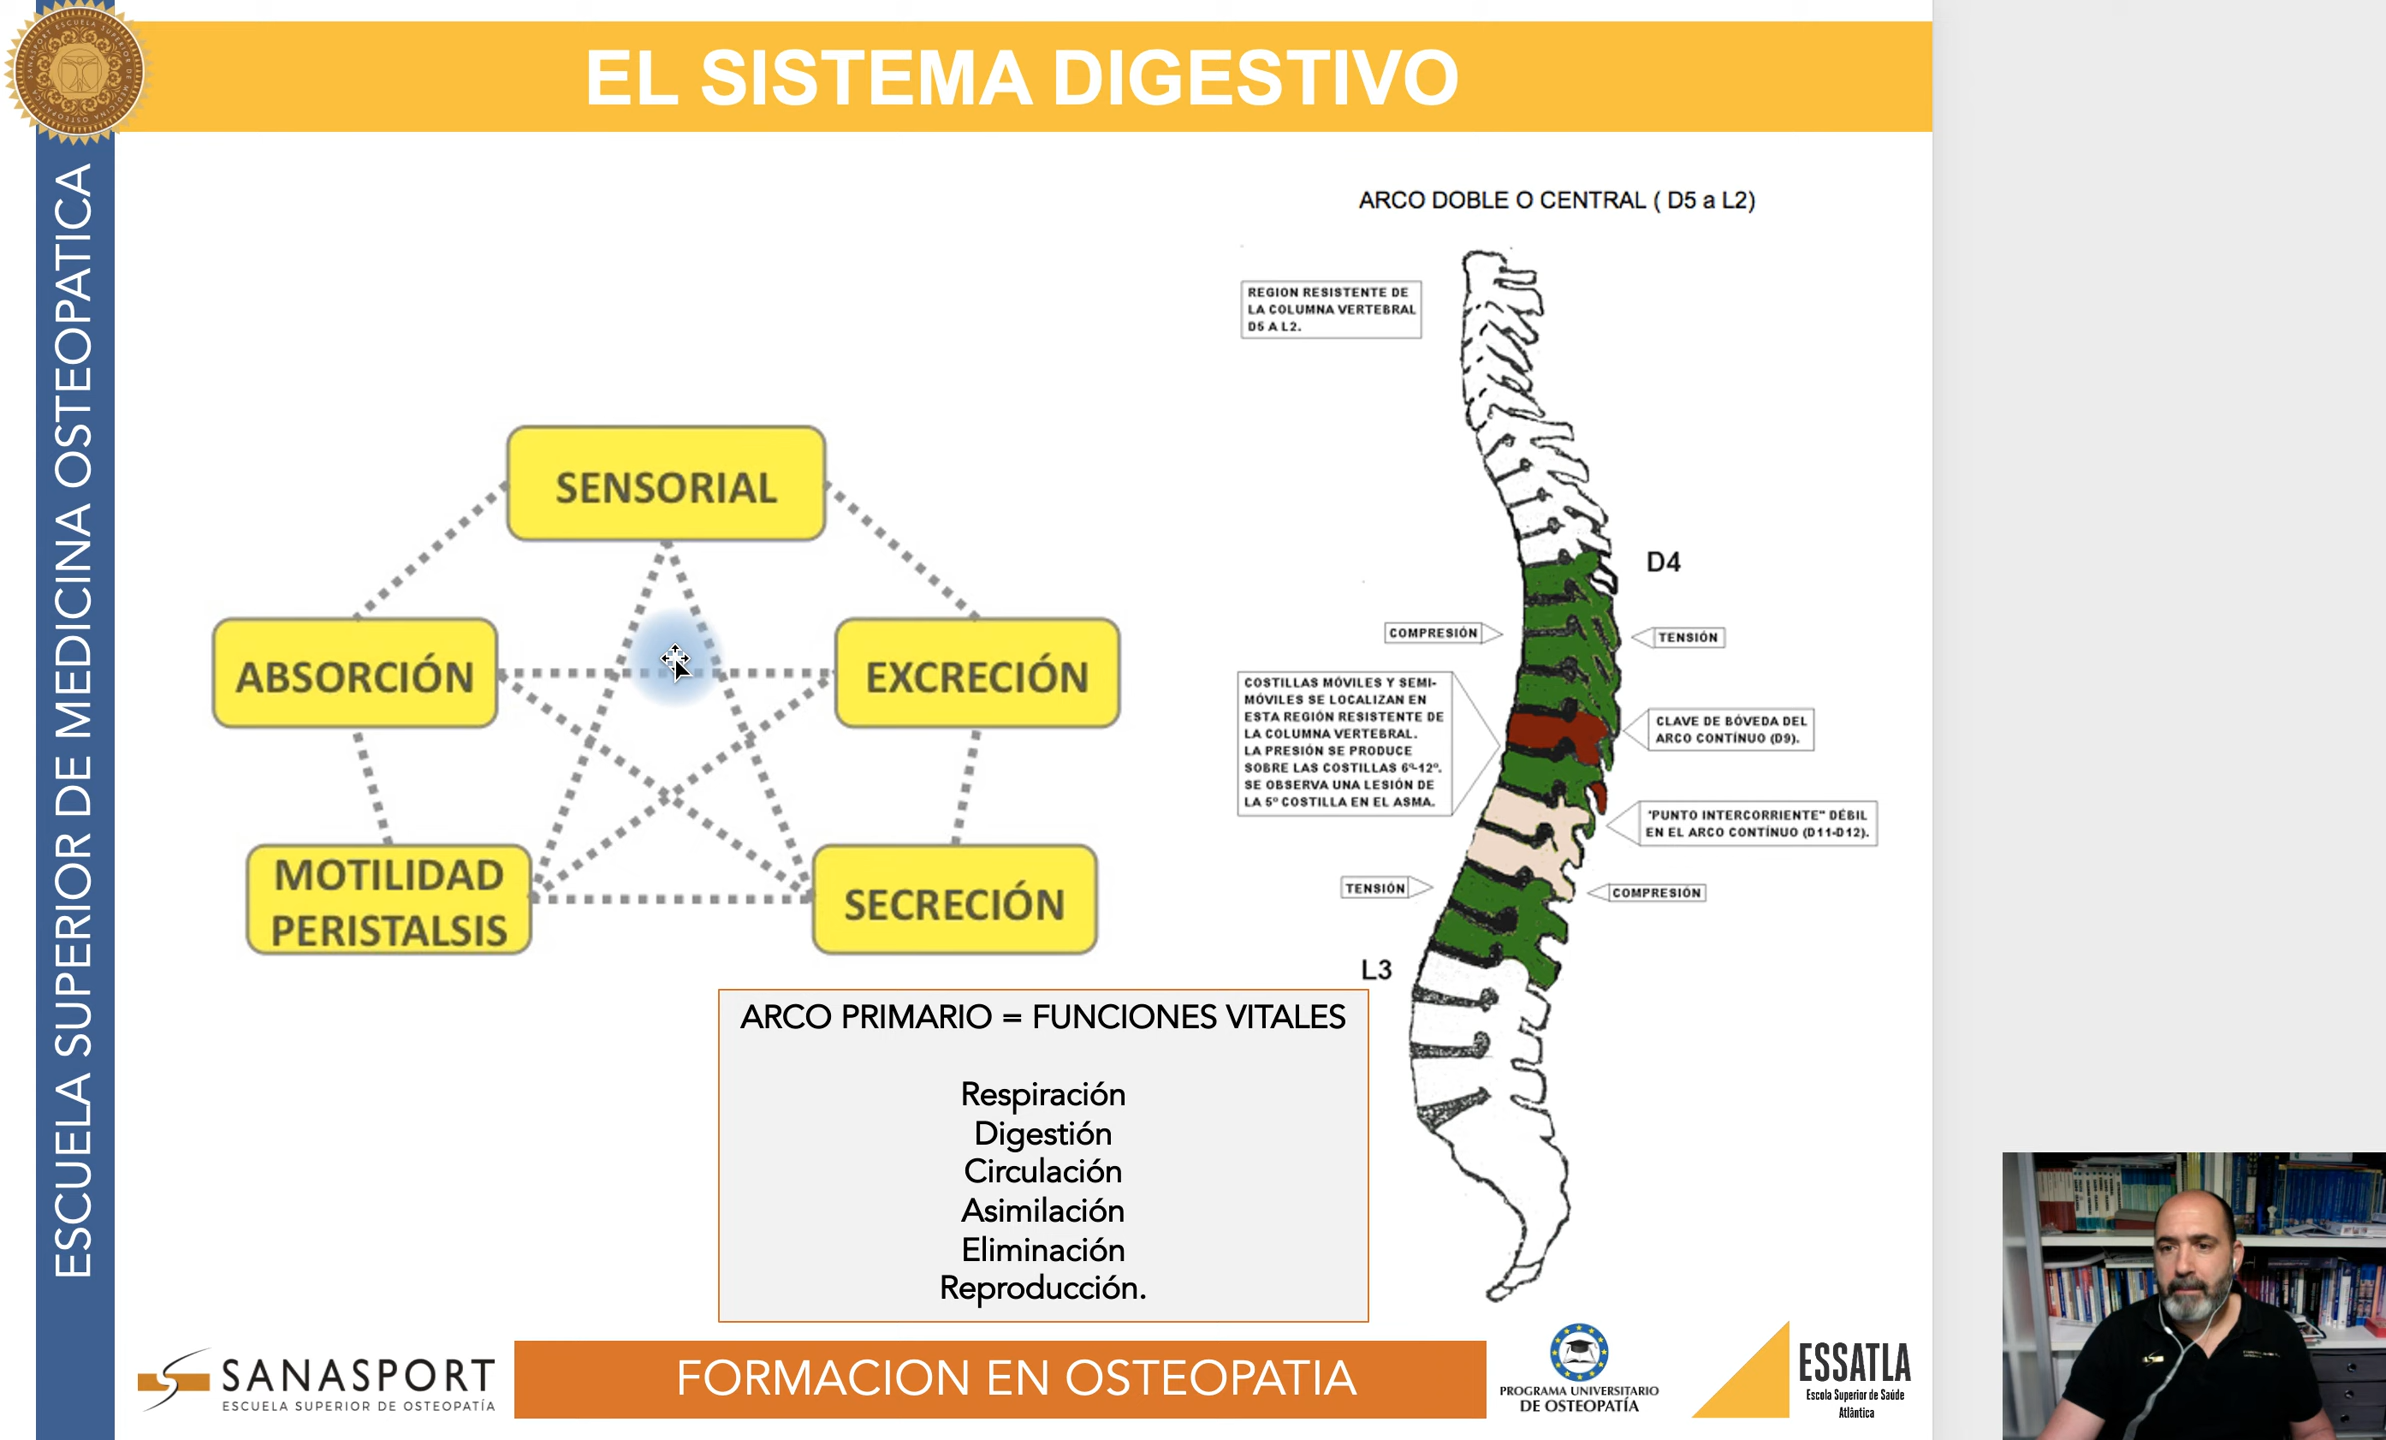 EL SISTEMA DIGESTIVO
ESCUELA SUPERIOR DE MEDICINA OSTEOPATICA
ARCO DOBLE O CENTRAL ( D5 a L2)
REGION RESISTENTE DE
LA COLUMNA VERTEBRAL
D5 A L2.
SENSORIAL
ABSORCIÓN
EXCRECIÓN
MOTILIDAD
PERISTALSIS
SECRECIÓN
D4
COMPRESIÓN
TENSIÓN
COSTILLAS MÓVILES Y SEMI-
MÓVILES SE LOCALIZAN EN
ESTA REGIÓN RESISTENTE DE
LA COLUMNA VERTEBRAL.
LA PRESIÓN SE PRODUCE
SOBRE LAS COSTILLAS 6º-12º.
SE OBSERVA UNA LESIÓN DE
LA 5º COSTILLA EN EL ASMA.
CLAVE DE BÓVEDA DEL
ARCO CONTÍNUO (D9).
"PUNTO INTERCORRIENTE" DÉBIL
EN EL ARCO CONTÍNUO (D11-D12).
TENSIÓN
COMPRESIÓN
L3
ARCO PRIMARIO = FUNCIONES VITALES
Respiración
Digestión
Circulación
Asimilación
Eliminación
Reproducción.
SANASPORT
ESCUELA SUPERIOR DE OSTEOPATÍA
FORMACION EN OSTEOPATIA
PROGRAMA UNIVERSITARIO
DE OSTEOPATÍA
ESSATLA
Escola Superior de Saúde
Atlântica